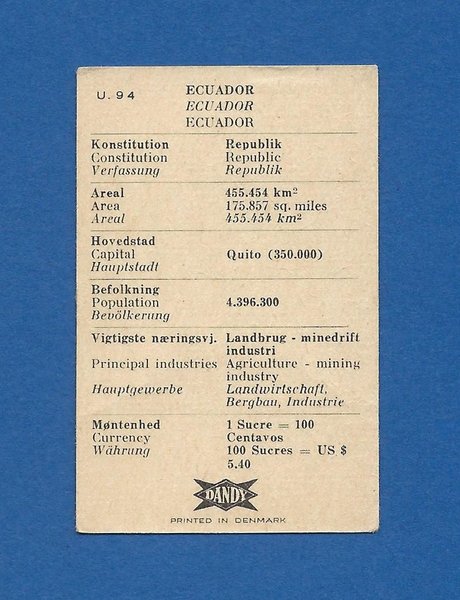 U. 94
ECUADOR
ECUADOR
ECUADOR
Konstitution Republik
Constitution Republic
Verfassung Republik
Areal 455.454 km²
Area 175.857 sq. miles
Areal 455.454 km²
Hovedstad
Capital Quito (350.000)
Hauptstadt
Befolkning
Population 4.396.300
Bevölkerung
Vigtigste næringsvj. Landbrug - minedrift
industri
Principal industries Agriculture - mining
industry
Hauptgewerbe Landwirtschaft,
Bergbau, Industrie
Møntenhed 1 Sucre = 100
Currency Centavos
Währung 100 Sucres = US $
5.40
DANDY
PRINTED IN DENMARK